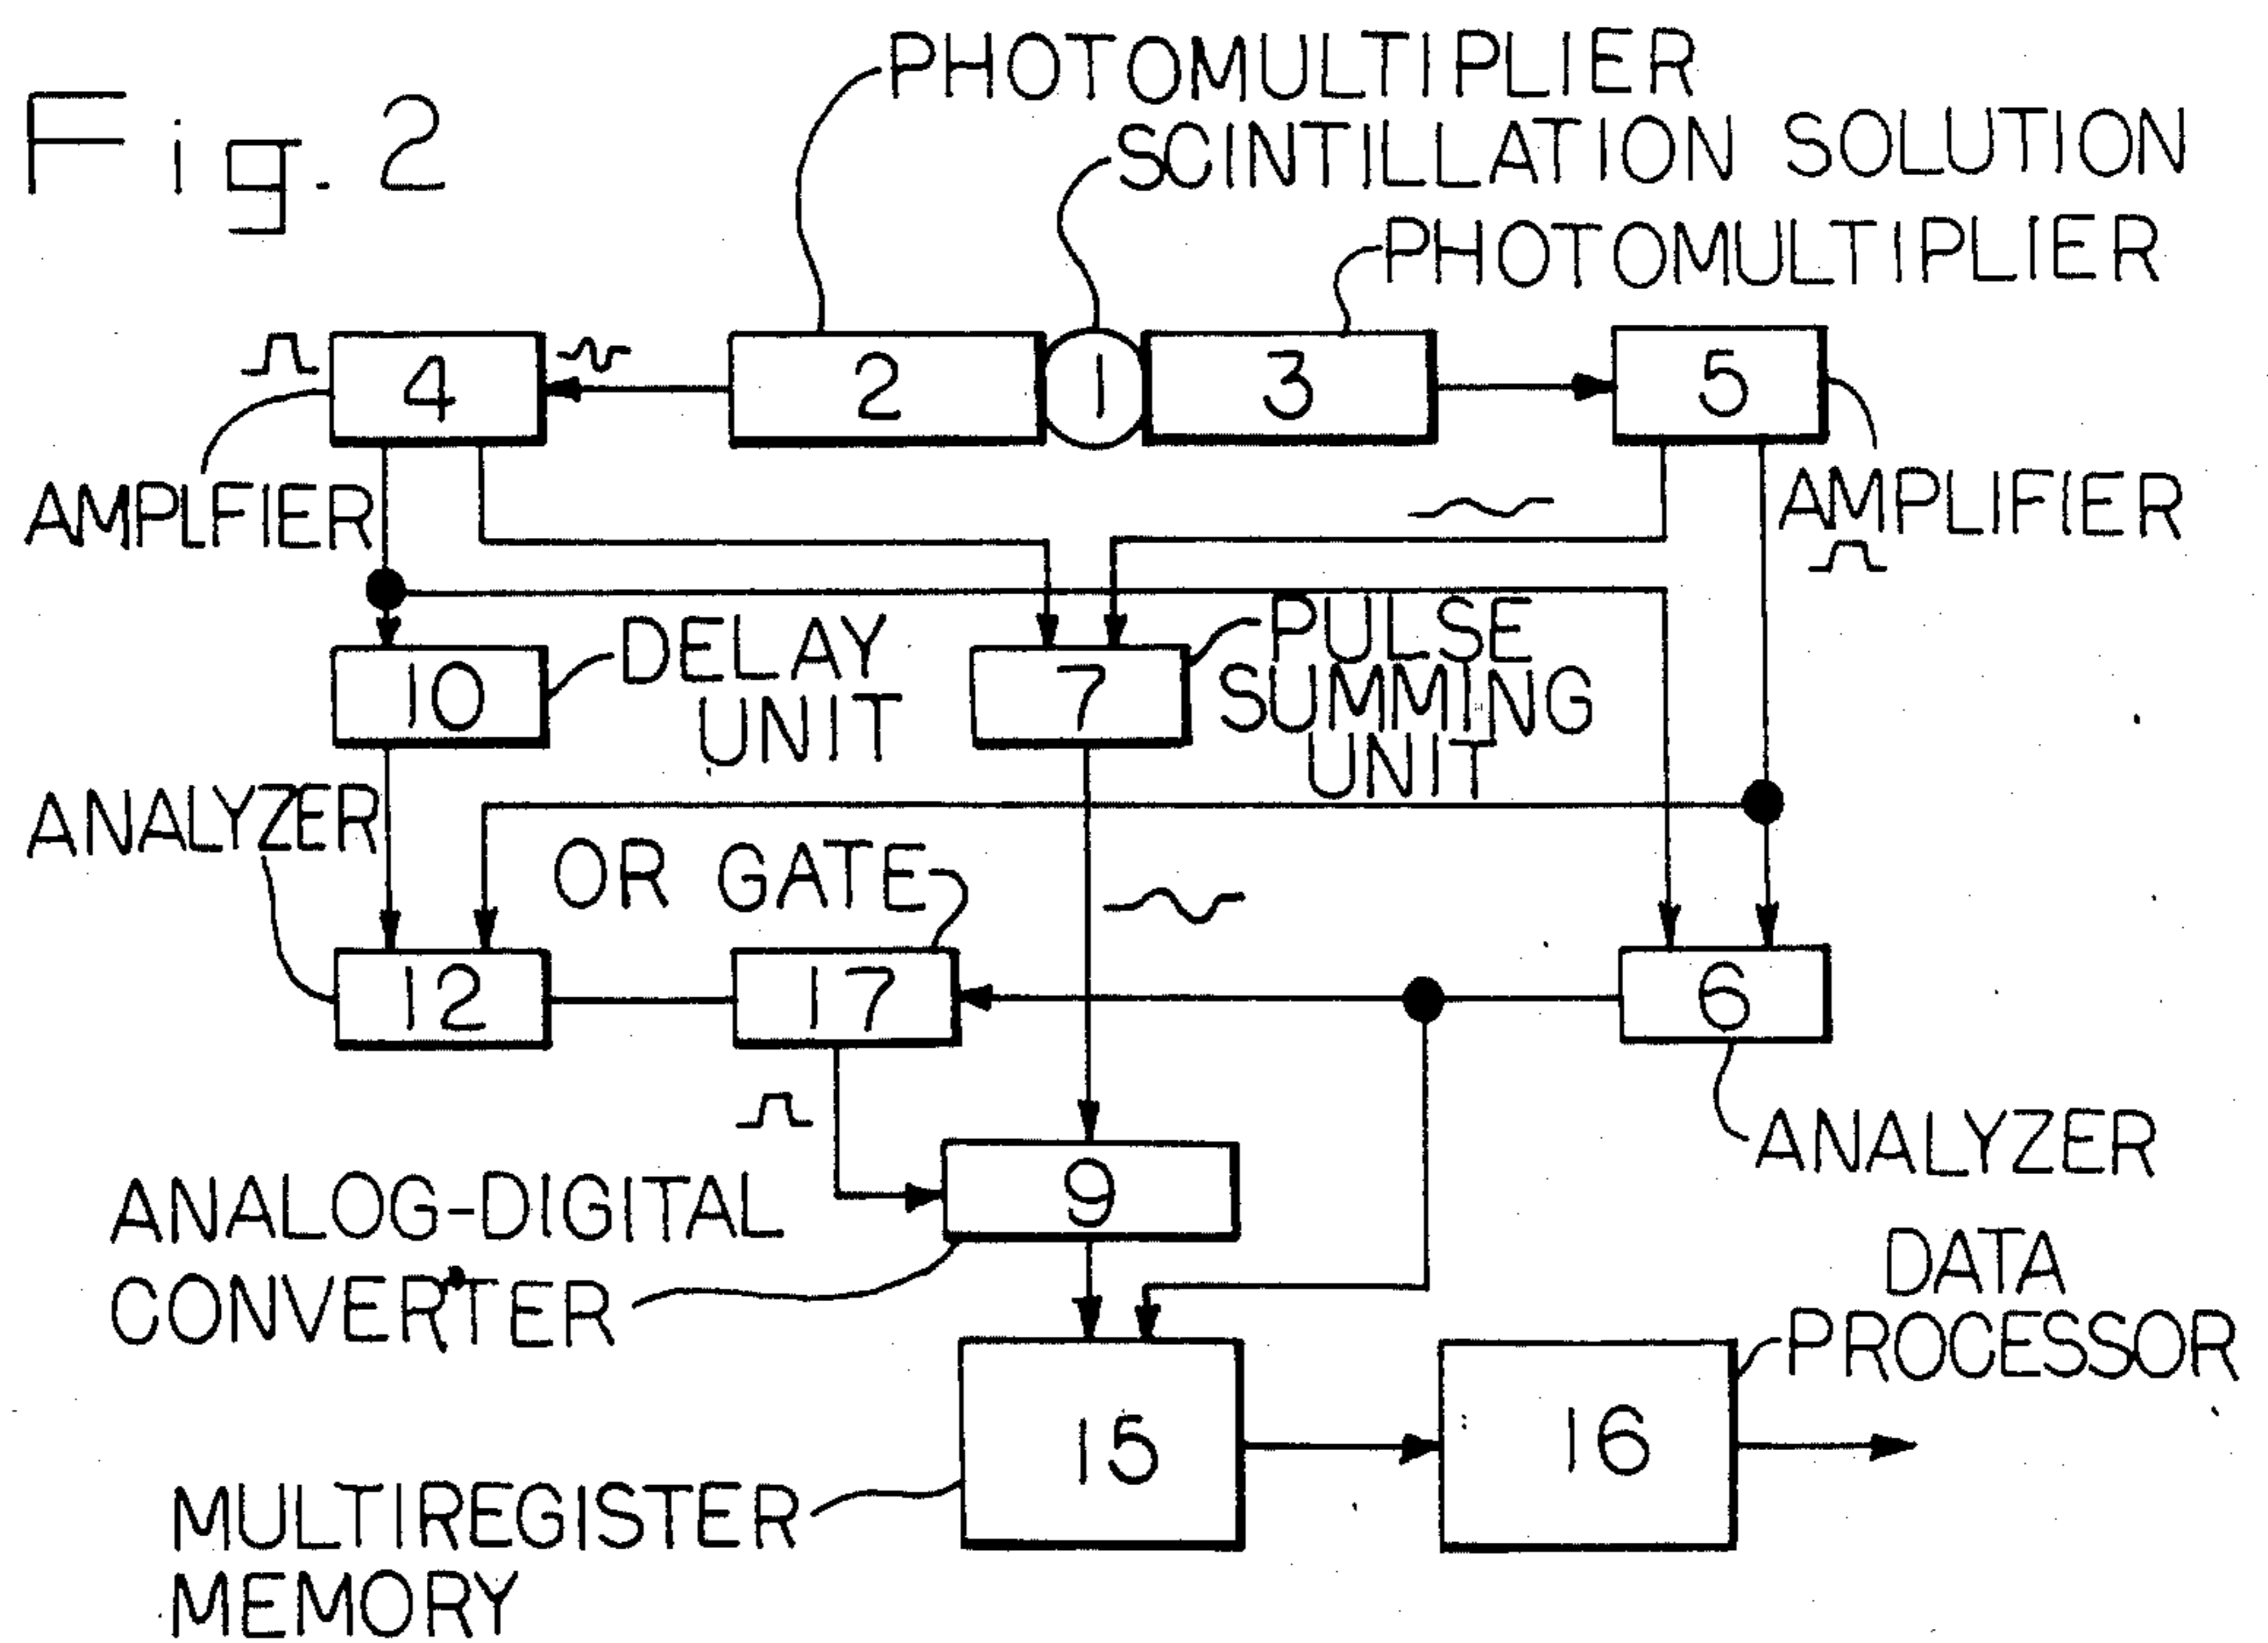 Fig. 2
PHOTOMULTIPLIER
SCINTILLATION SOLUTION
PHOTOMULTIPLIER
4
2
1
3
5
AMPLFIER
AMPLIFIER
10
DELAY
UNIT
7
PULSE
SUMMING
UNIT
ANALYZER
OR GATE
12
17
6
ANALYZER
9
ANALOG-DIGITAL
CONVERTER
DATA
PROCESSOR
15
16
MULTIREGISTER
MEMORY